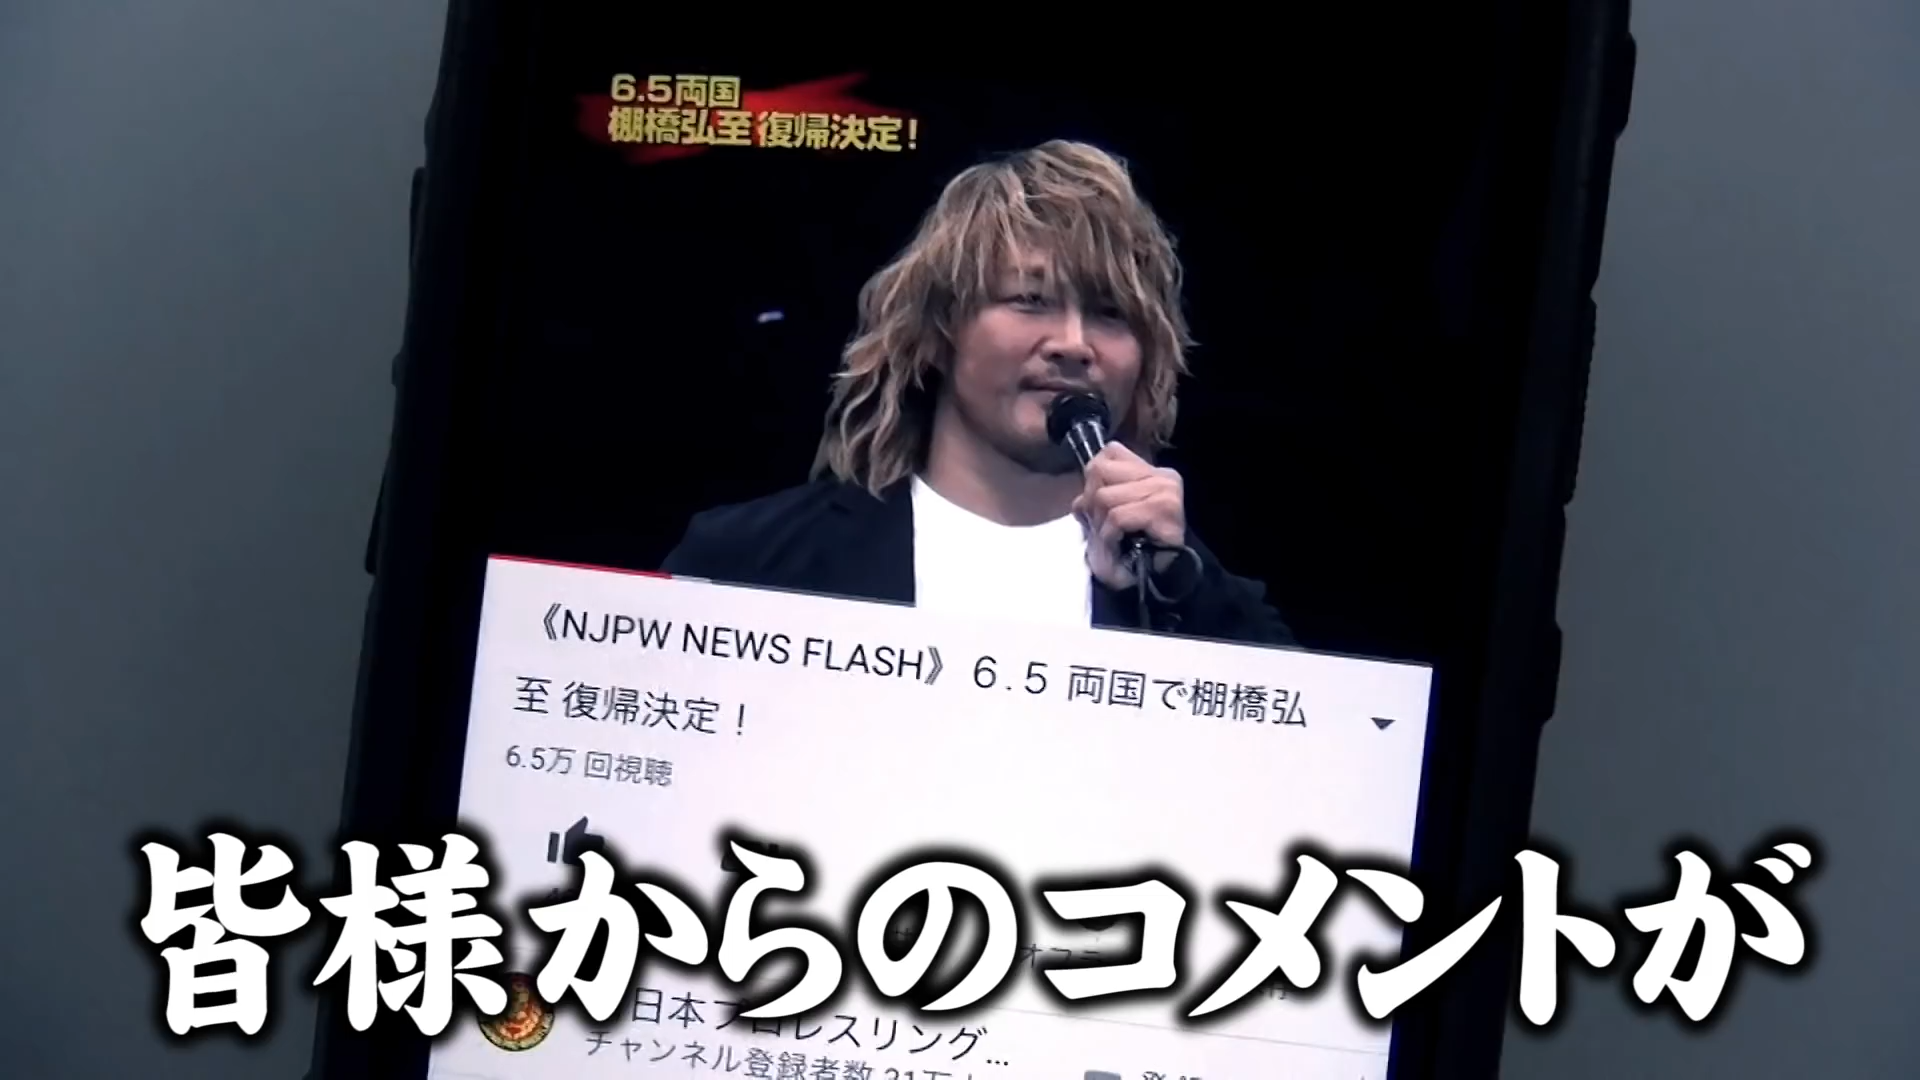 6.5両国
棚橋弘至 復帰決定!
《NJPW NEWS FLASH》 6.5 両国で棚橋弘
至 復帰決定!
6.5万 回視聴
皆様からのコメントが
日本プロレスリング...
チャンネル登録者数